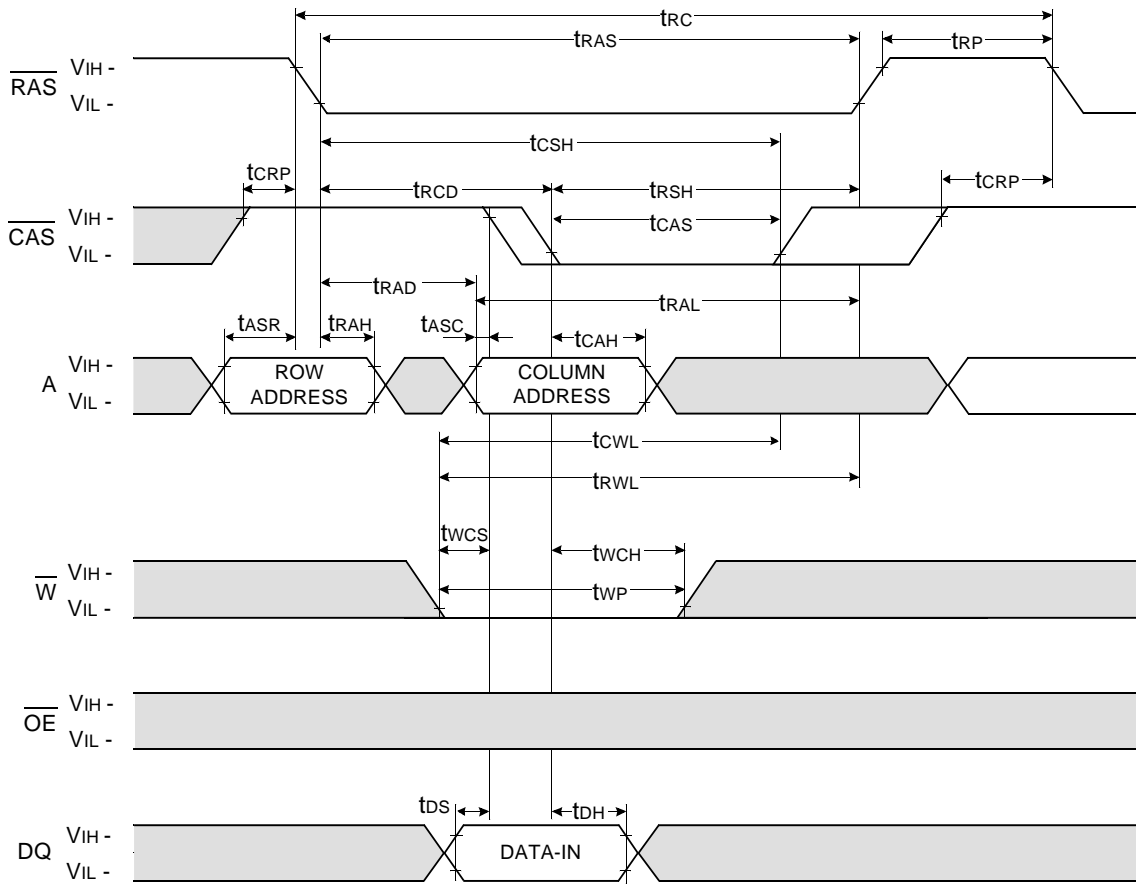 tRC
tRAS
tRP
RAS
VIH -
VIL -
tCSH
tCRP
tRCD
tRSH
tCRP
CAS
VIH -
VIL -
tCAS
tRAD
tRAL
tASR
tRAH
tASC
tCAH
A
VIH -
VIL -
ROW
ADDRESS
COLUMN
ADDRESS
tCWL
tRWL
tWCS
tWCH
W
VIH -
VIL -
tWP
OE
VIH -
VIL -
tDS
tDH
DQ
VIH -
VIL -
DATA-IN